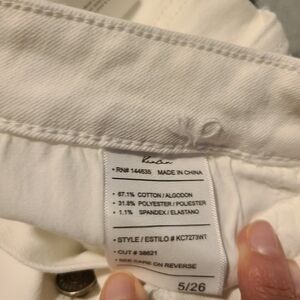 KanCan
• RN# 144635 MADE IN CHINA
• 67.1% COTTON / ALGODON
• 31.8% POLYESTER / POLIESTER
• 1.1% SPANDEX / ELASTANO
• STYLE / ESTILO # KC7273WT
• CUT # 38621
• SEE CARE ON REVERSE
5/26